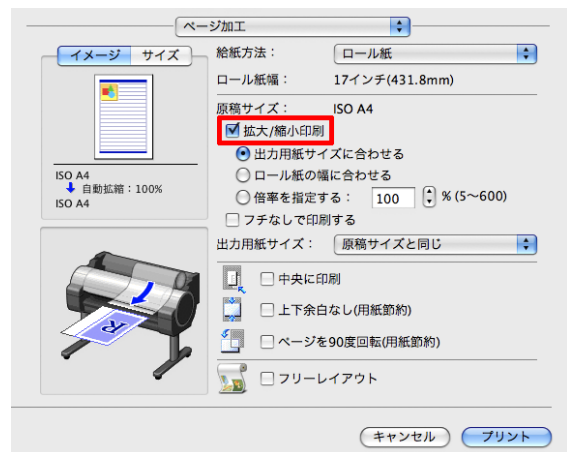 ページ加工
イメージ サイズ
給紙方法： ロール紙
ロール紙幅： 17インチ(431.8mm)
原稿サイズ： ISO A4
拡大/縮小印刷
出力用紙サイズに合わせる
ロール紙の幅に合わせる
倍率を指定する： 100 % (5〜600)
フチなしで印刷する
出力用紙サイズ： 原稿サイズと同じ
ISO A4
自動拡縮：100%
ISO A4
R
中央に印刷
上下余白なし(用紙節約)
ページを90度回転(用紙節約)
フリーレイアウト
キャンセル プリント